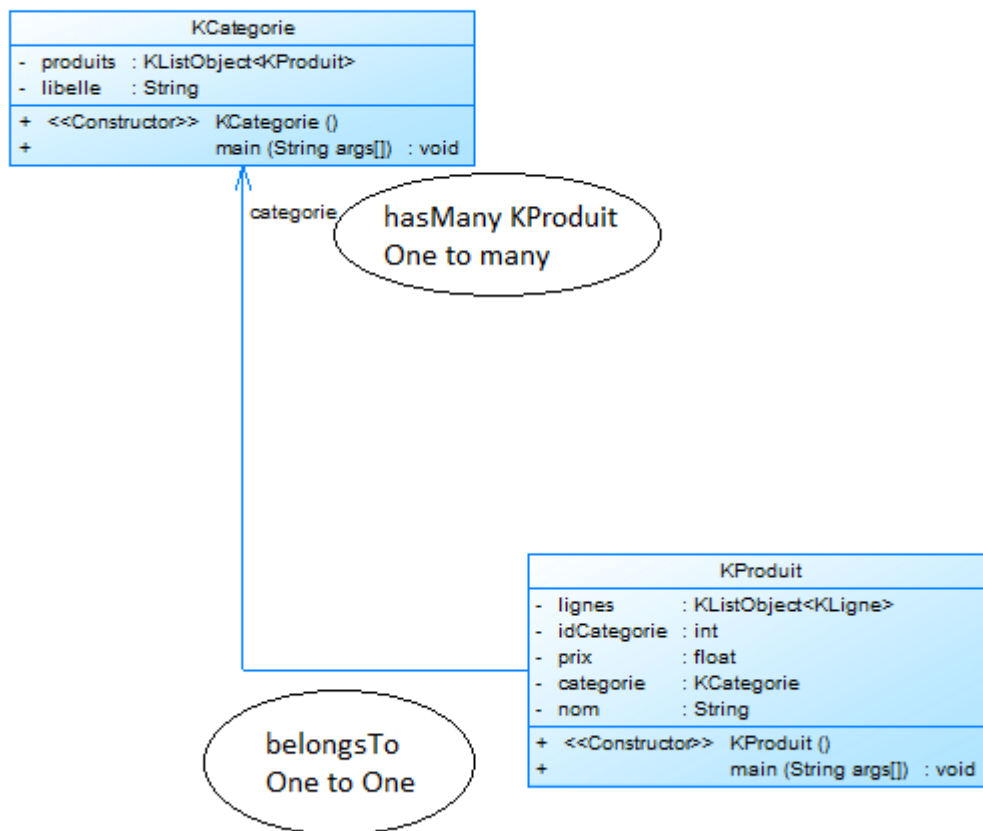 KCategorie
- produits : KListObject<KProduit>
- libelle : String
+ <<Constructor>> KCategorie ()
+ main (String args[]) : void
categorie
hasMany KProduit
One to many
KProduit
- lignes : KListObject<KLigne>
- idCategorie : int
- prix : float
- categorie : KCategorie
- nom : String
+ <<Constructor>> KProduit ()
+ main (String args[]) : void
belongsTo
One to One